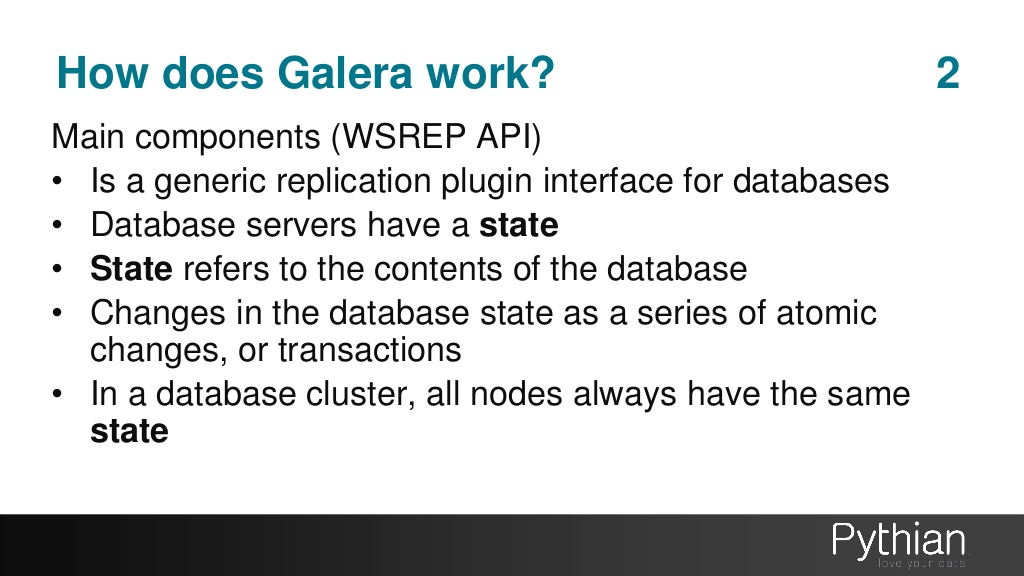 How does Galera work? 2
Main components (WSREP API)
• Is a generic replication plugin interface for databases
• Database servers have a state
• State refers to the contents of the database
• Changes in the database state as a series of atomic
changes, or transactions
• In a database cluster, all nodes always have the same
state
Pythian
love your data